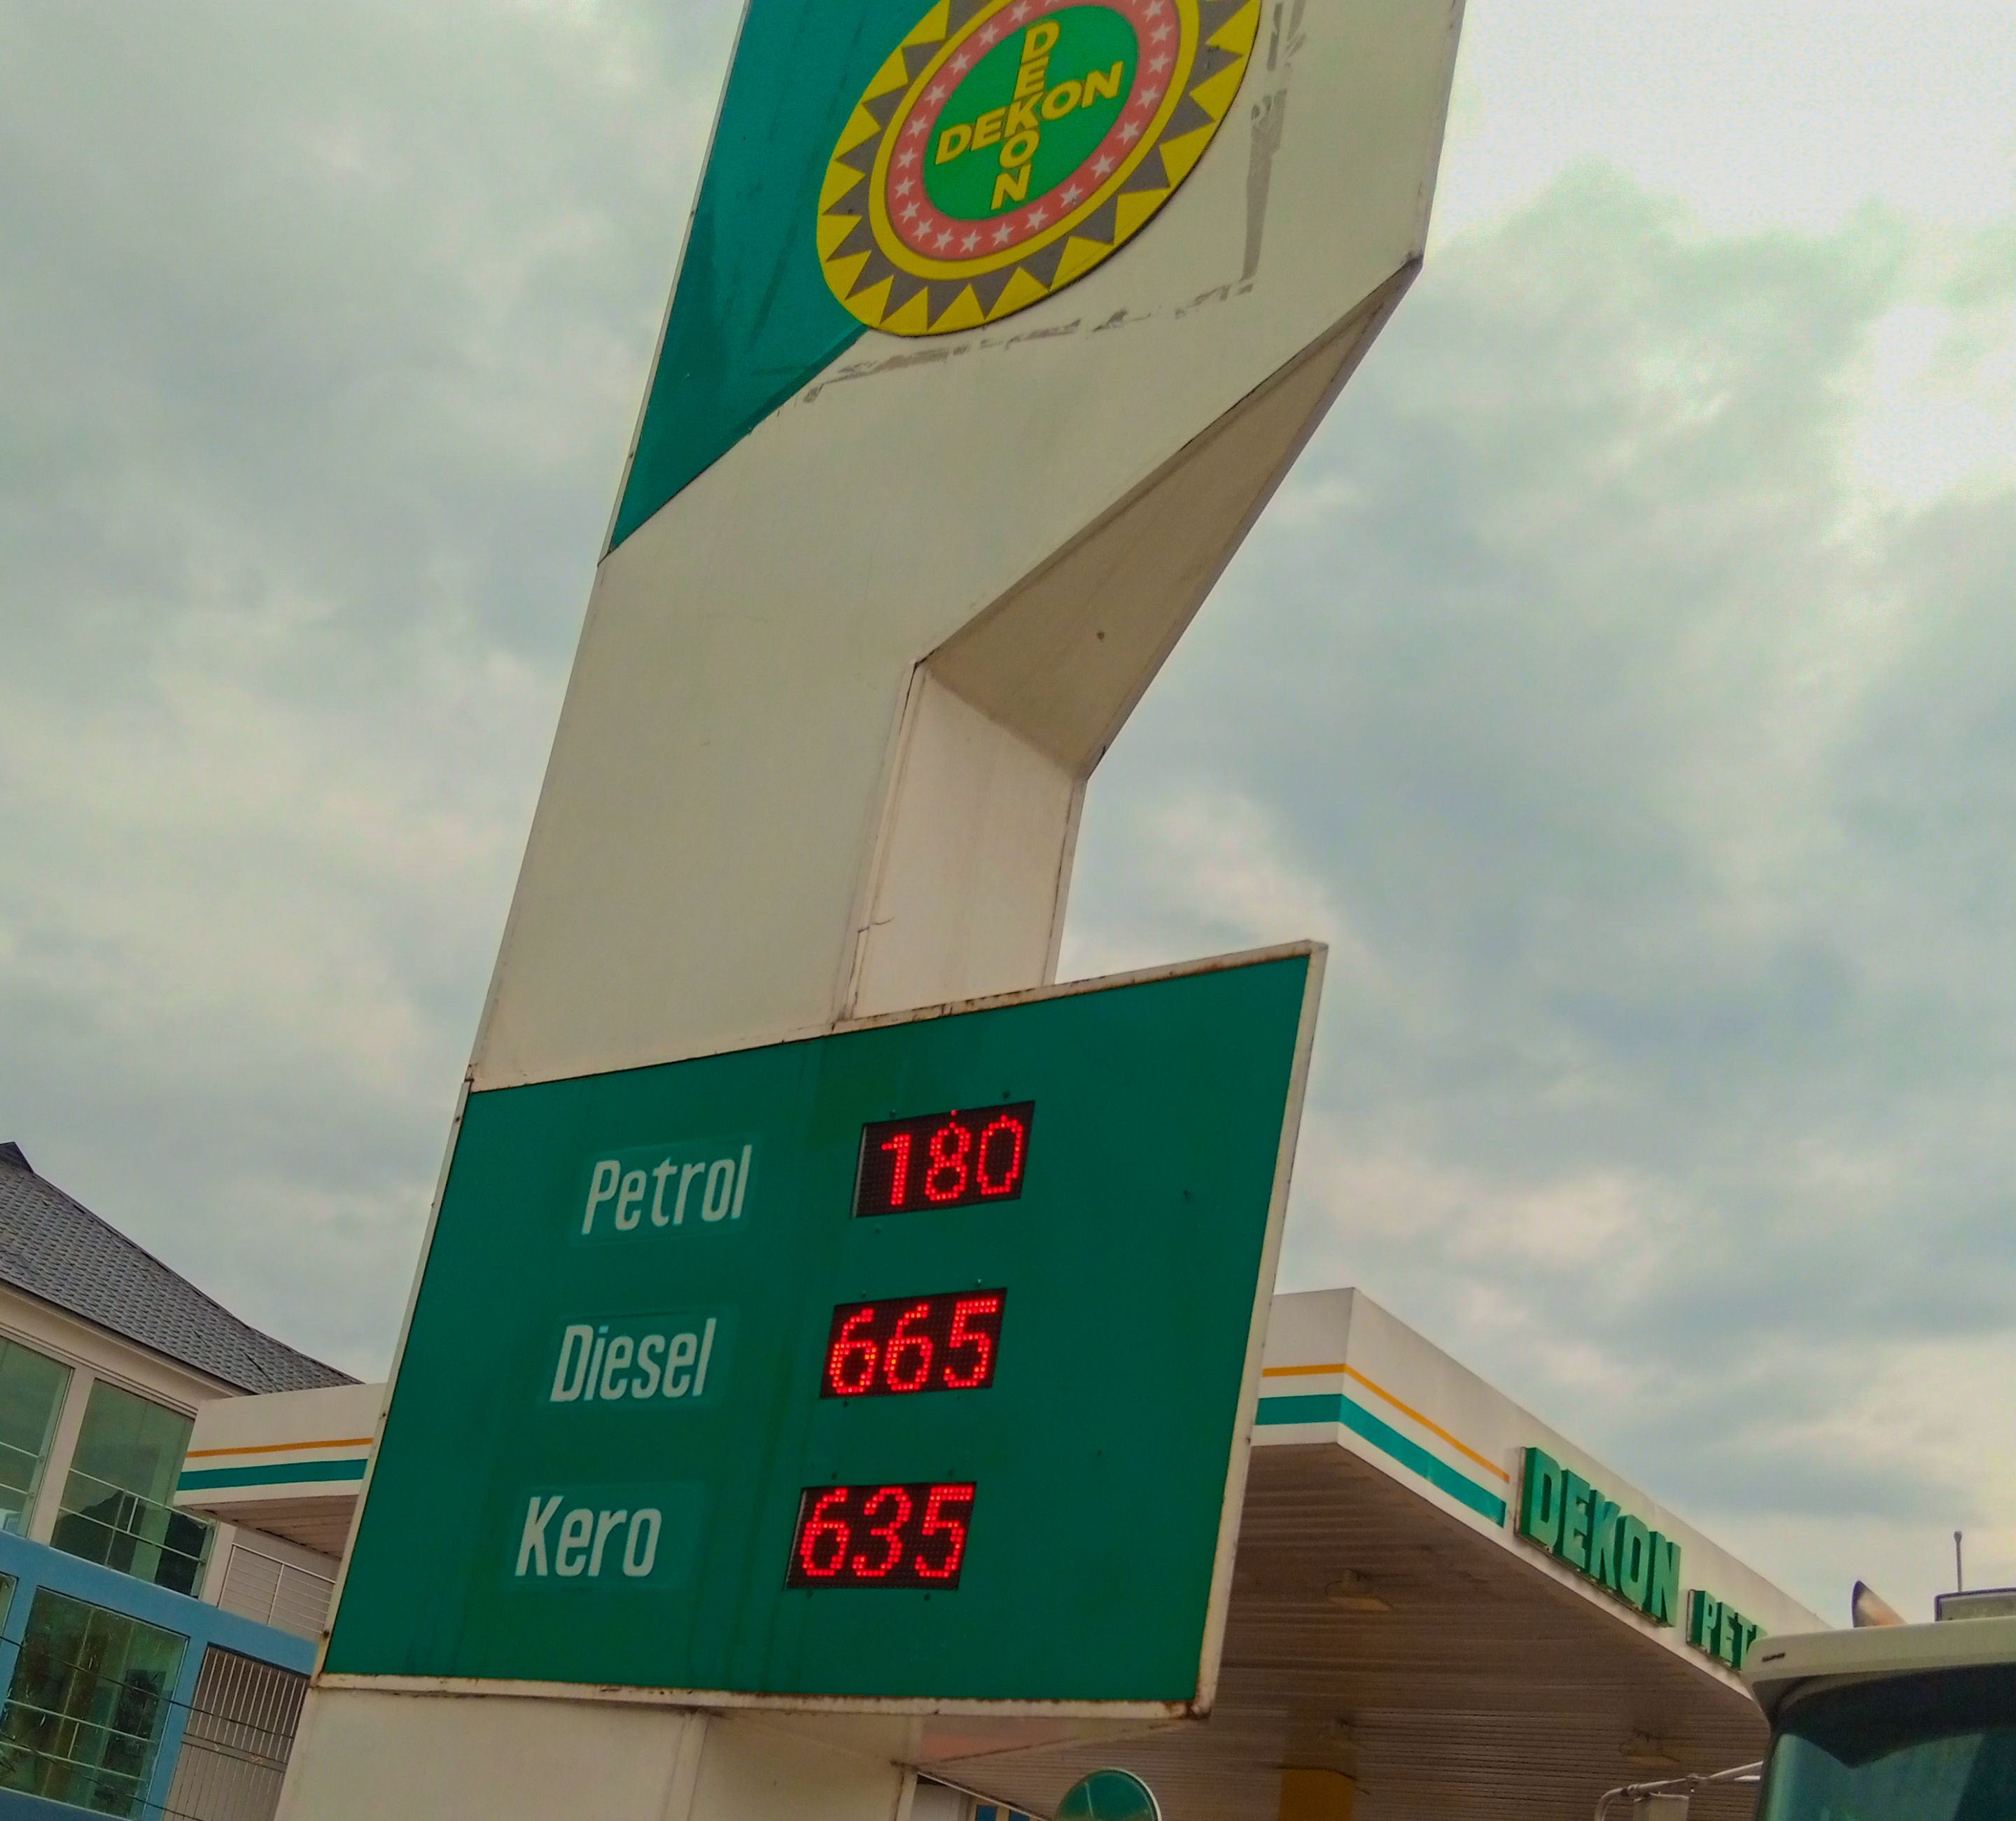 DEKON
DEKON
Petrol 180
Diesel 665
Kero 635
DEKON